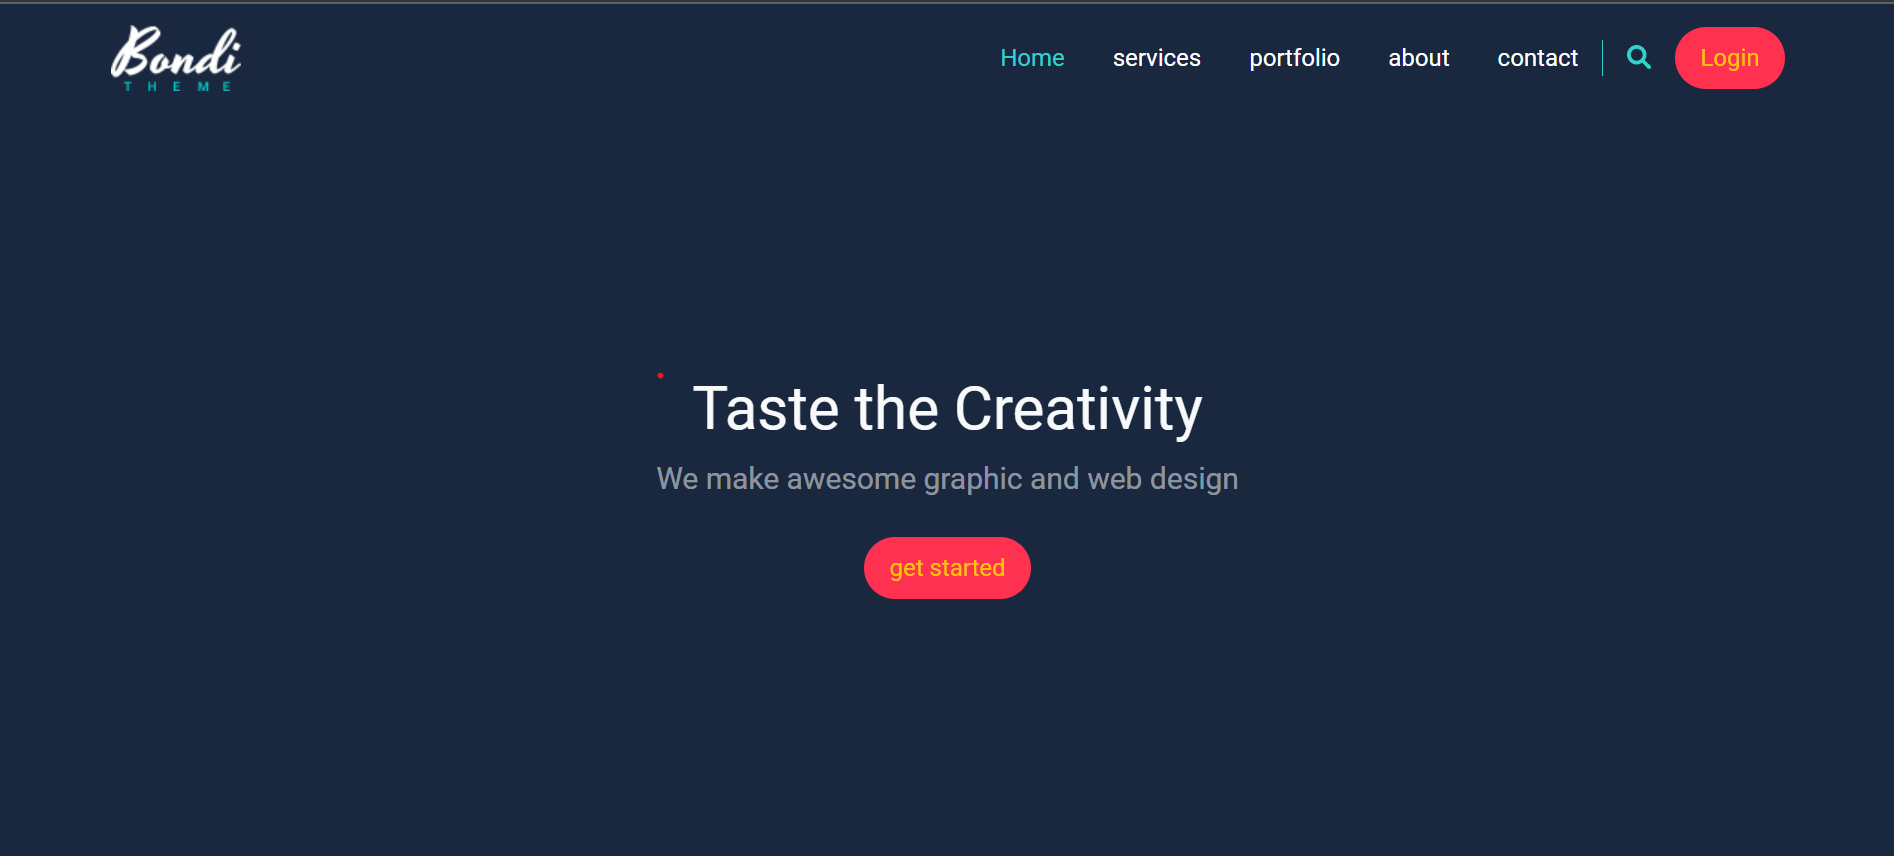 Bondi
THEME
Home services portfolio about contact Login
Taste the Creativity
We make awesome graphic and web design
get started